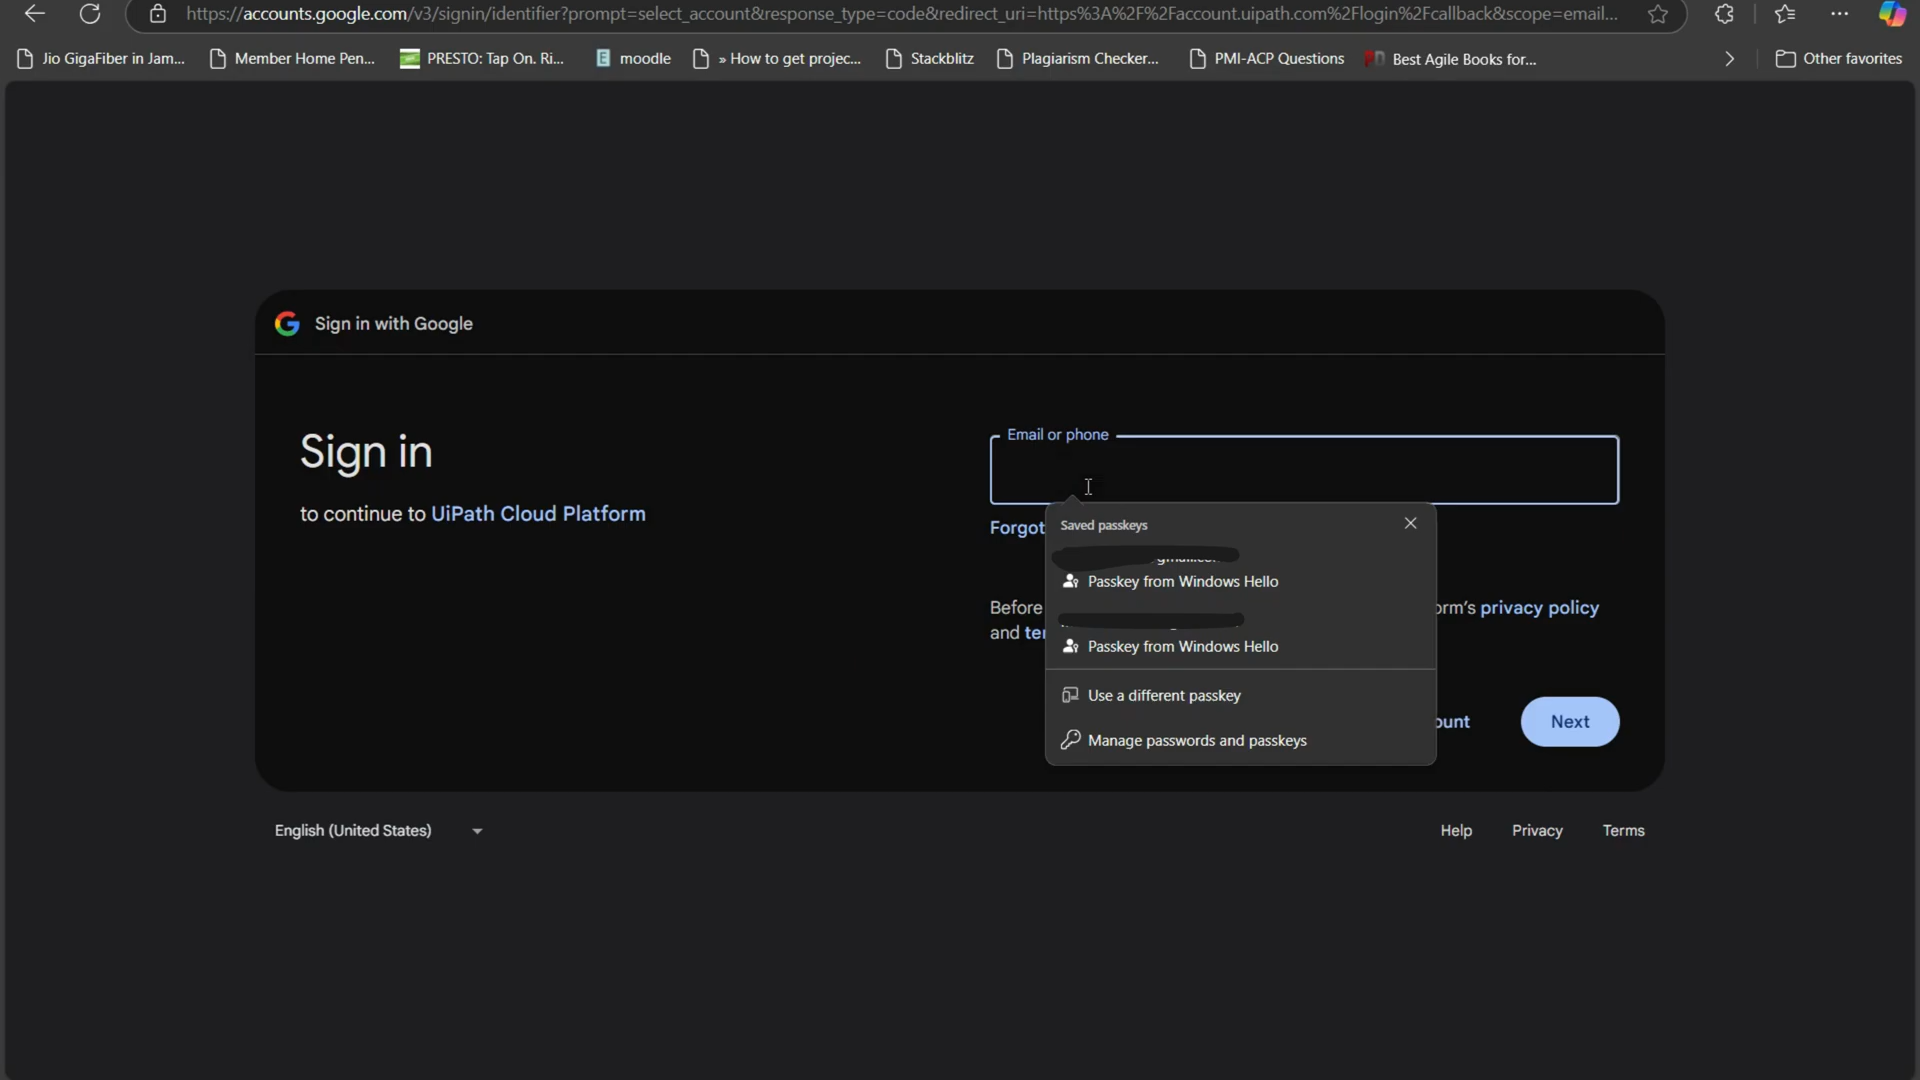 https://accounts.google.com/v3/signin/identifier?prompt=select_account&response_type=code&redirect_uri=https%3A%2F%2Faccount.uipath.com%2Flogin%2Fcallback&scope=email...
Jio GigaFiber in Jam...
Member Home Pen...
PRESTO: Tap On. Ri...
moodle
» How to get projec...
Stackblitz
Plagiarism Checker...
PMI-ACP Questions
Best Agile Books for...
Other favorites
Sign in with Google
Sign in
to continue to UiPath Cloud Platform
Email or phone
Forgot
Saved passkeys
Passkey from Windows Hello
Passkey from Windows Hello
Use a different passkey
Manage passwords and passkeys
Before
privacy policy
and
Next
English (United States)
Help
Privacy
Terms